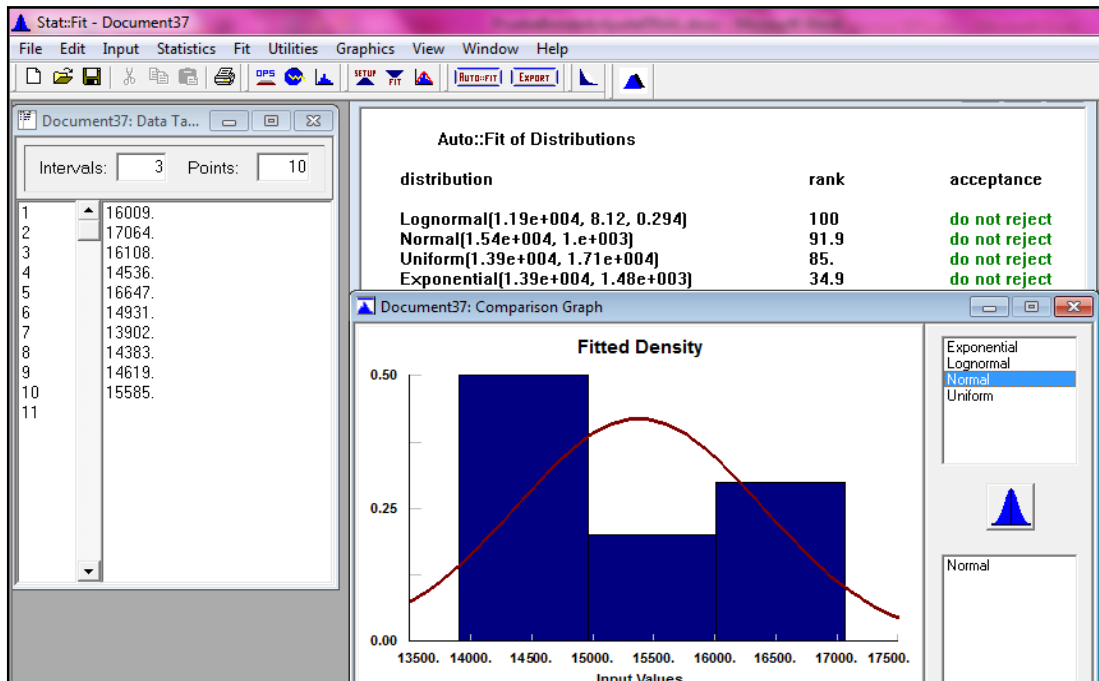 Stat::Fit - Document37
File Edit Input Statistics Fit Utilities Graphics View Window Help
OPS SETUP FIT AUTO::FIT EXPORT
Document37: Data Ta...
Intervals: 3 Points: 10
1 16009.
2 17064.
3 16108.
4 14536.
5 16647.
6 14931.
7 13902.
8 14383.
9 14619.
10 15585.
11
Auto::Fit of Distributions
distribution rank acceptance
Lognormal(1.19e+004, 8.12, 0.294) 100 do not reject
Normal(1.54e+004, 1.e+003) 91.9 do not reject
Uniform(1.39e+004, 1.71e+004) 85. do not reject
Exponential(1.39e+004, 1.48e+003) 34.9 do not reject
Document37: Comparison Graph
Fitted Density
0.50
0.25
0.00
13500. 14000. 14500. 15000. 15500. 16000. 16500. 17000. 17500.
Input Values
Exponential
Lognormal
Normal
Uniform
Normal